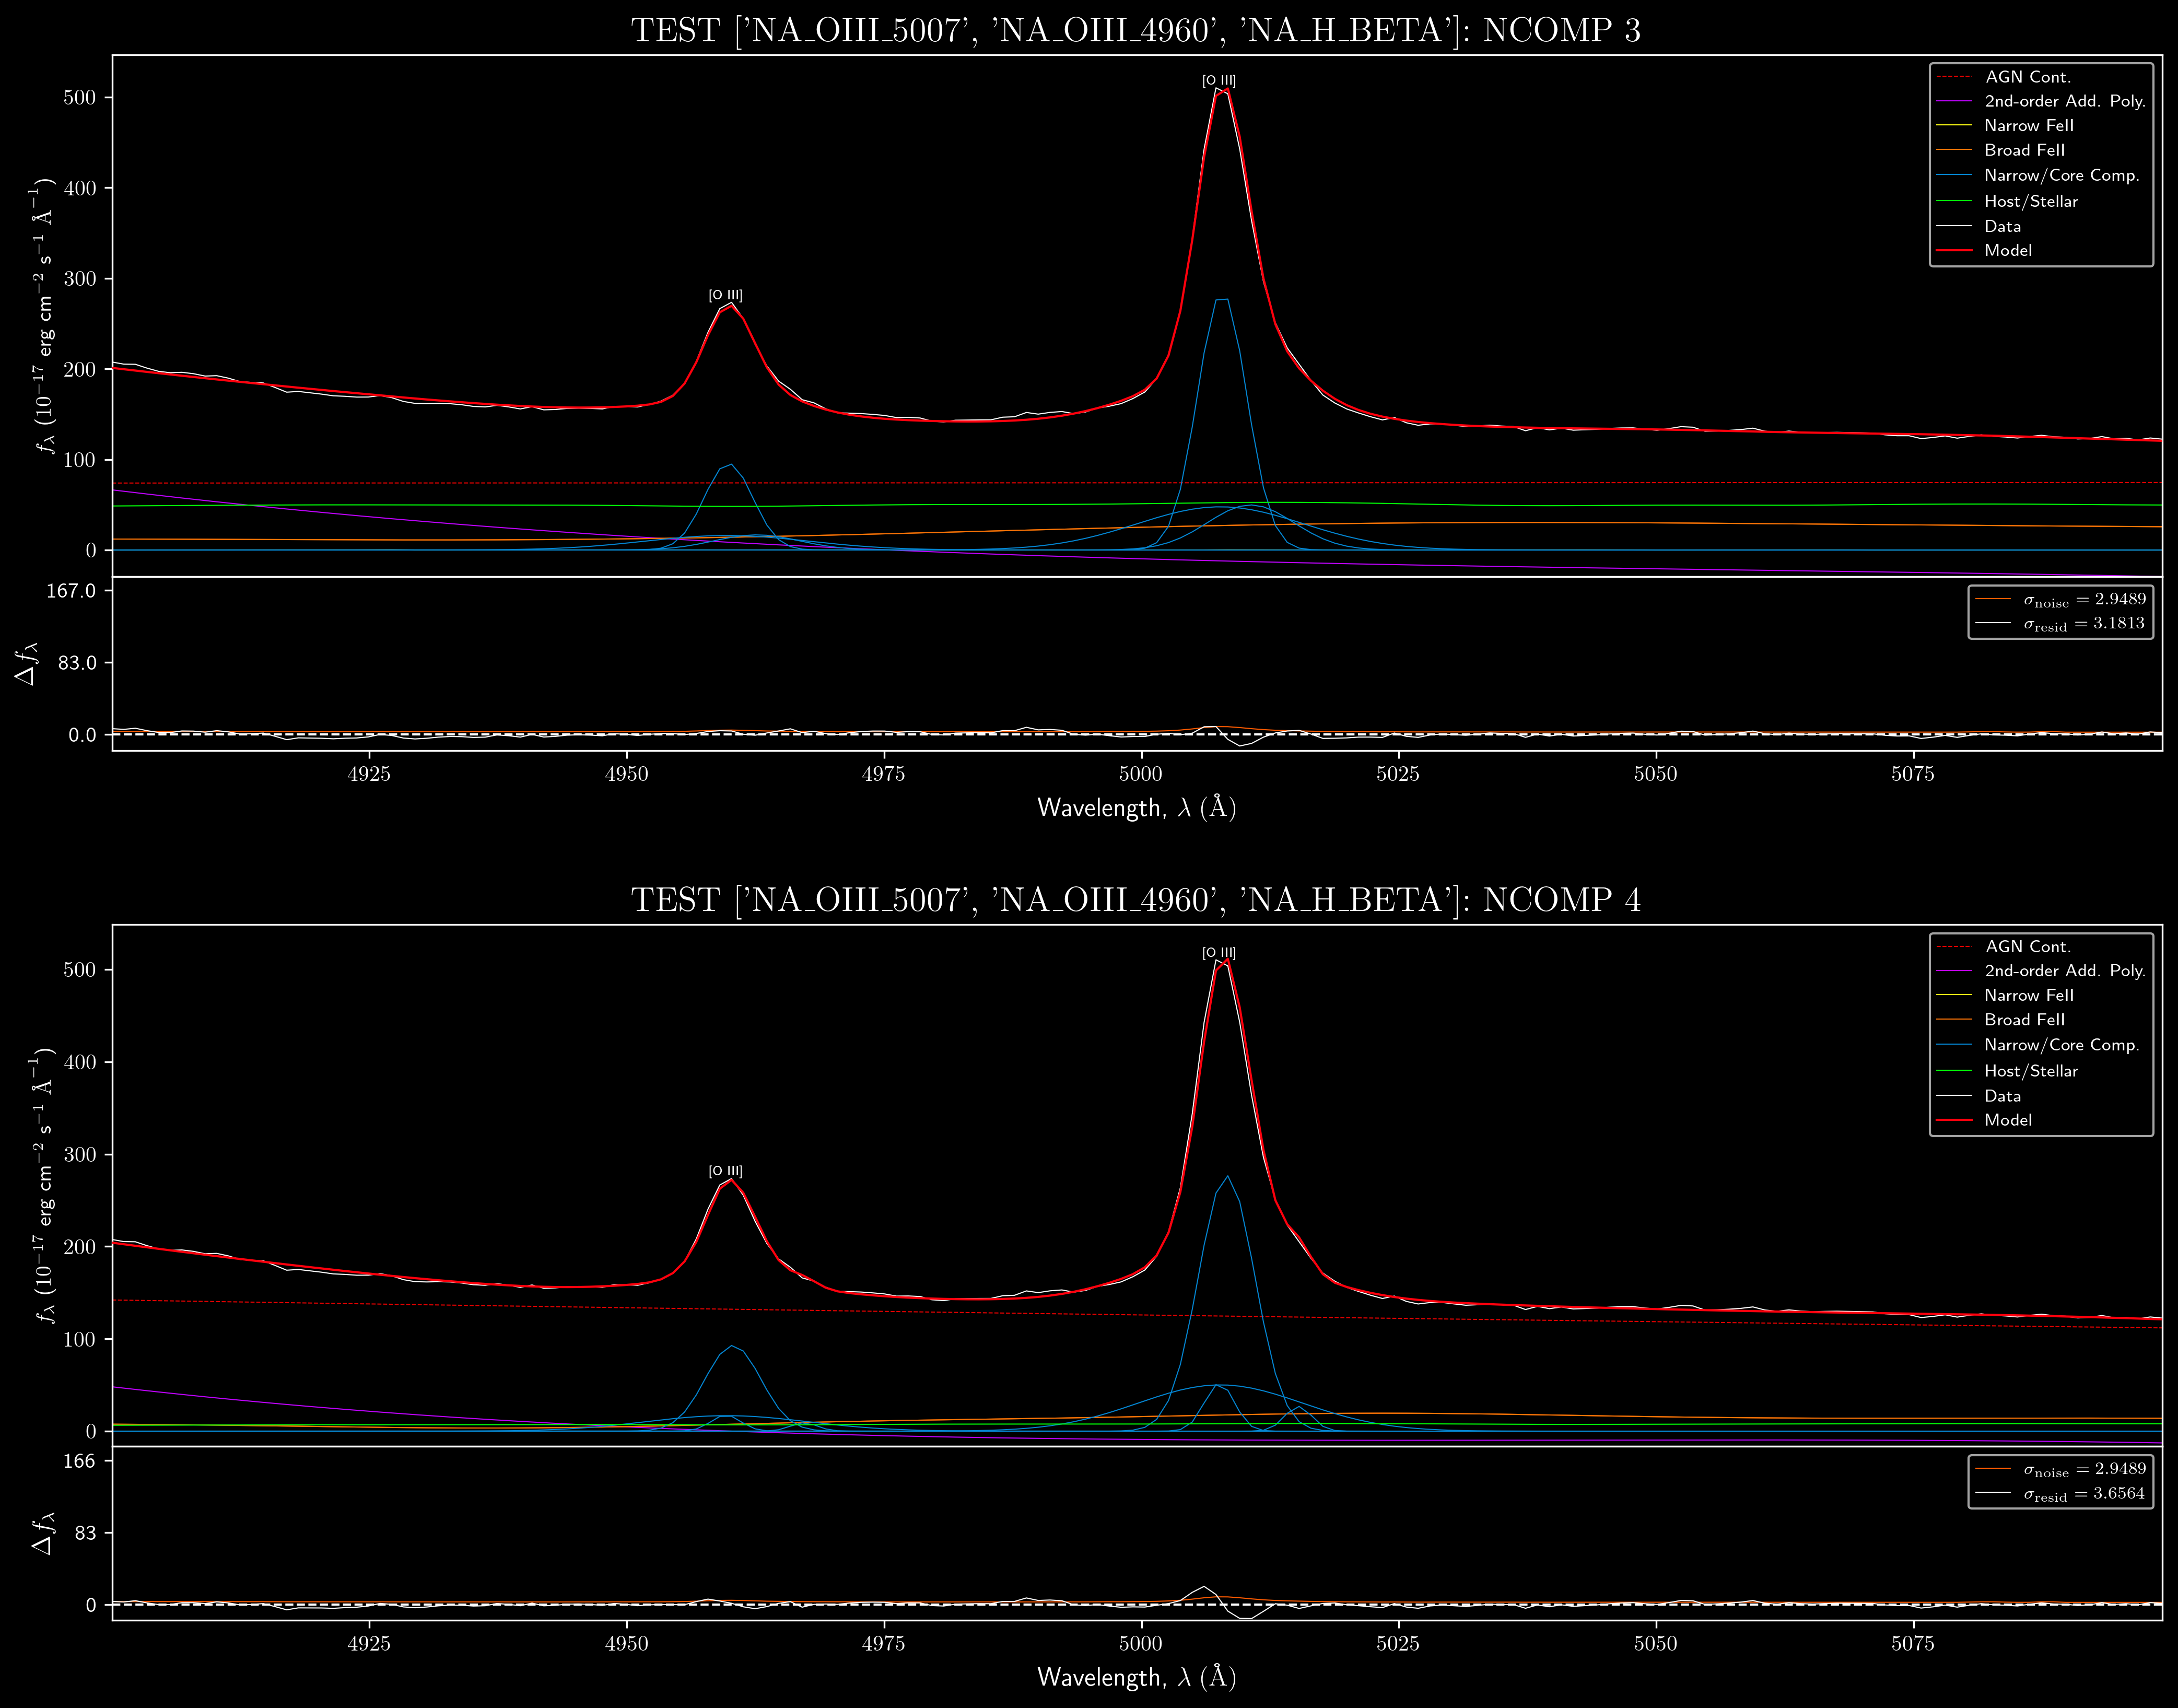 TEST ['NA_OIII_5007', 'NA_OIII_4960', 'NA_H_BETA']: NCOMP 3
[O III]
[O III]
AGN Cont.
2nd-order Add. Poly.
Narrow FeII
Broad FeII
Narrow/Core Comp.
Host/Stellar
Data
Model
500
400
300
200
100
0
f_λ (10⁻¹⁷ erg cm⁻² s⁻¹ Å⁻¹)
σ_noise = 2.9489
σ_resid = 3.1813
167.0
83.0
0.0
Δf_λ
4925 4950 4975 5000 5025 5050 5075
Wavelength, λ (Å)
TEST ['NA_OIII_5007', 'NA_OIII_4960', 'NA_H_BETA']: NCOMP 4
[O III]
[O III]
AGN Cont.
2nd-order Add. Poly.
Narrow FeII
Broad FeII
Narrow/Core Comp.
Host/Stellar
Data
Model
500
400
300
200
100
0
f_λ (10⁻¹⁷ erg cm⁻² s⁻¹ Å⁻¹)
σ_noise = 2.9489
σ_resid = 3.6564
166
83
0
Δf_λ
4925 4950 4975 5000 5025 5050 5075
Wavelength, λ (Å)